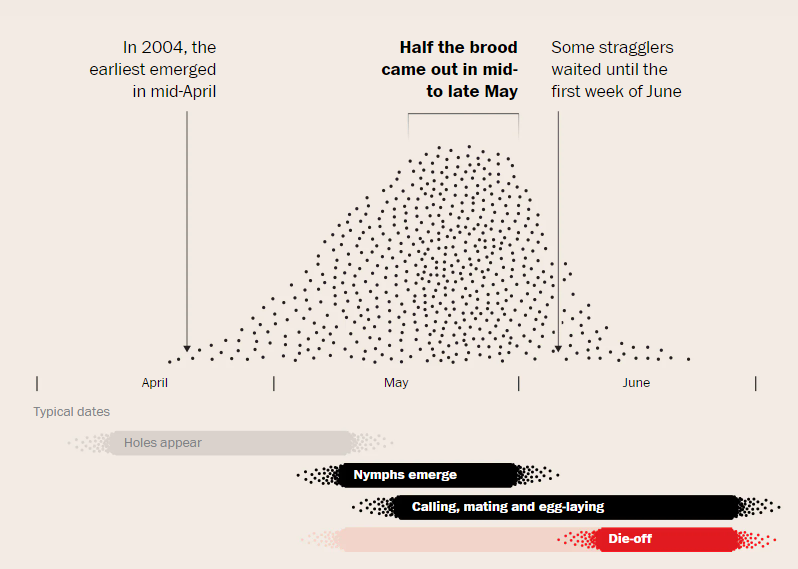 In 2004, the
earliest emerged
in mid-April
Half the brood
came out in mid-
to late May
Some stragglers
waited until the
first week of June
April
May
June
Typical dates
Holes appear
Nymphs emerge
Calling, mating and egg-laying
Die-off